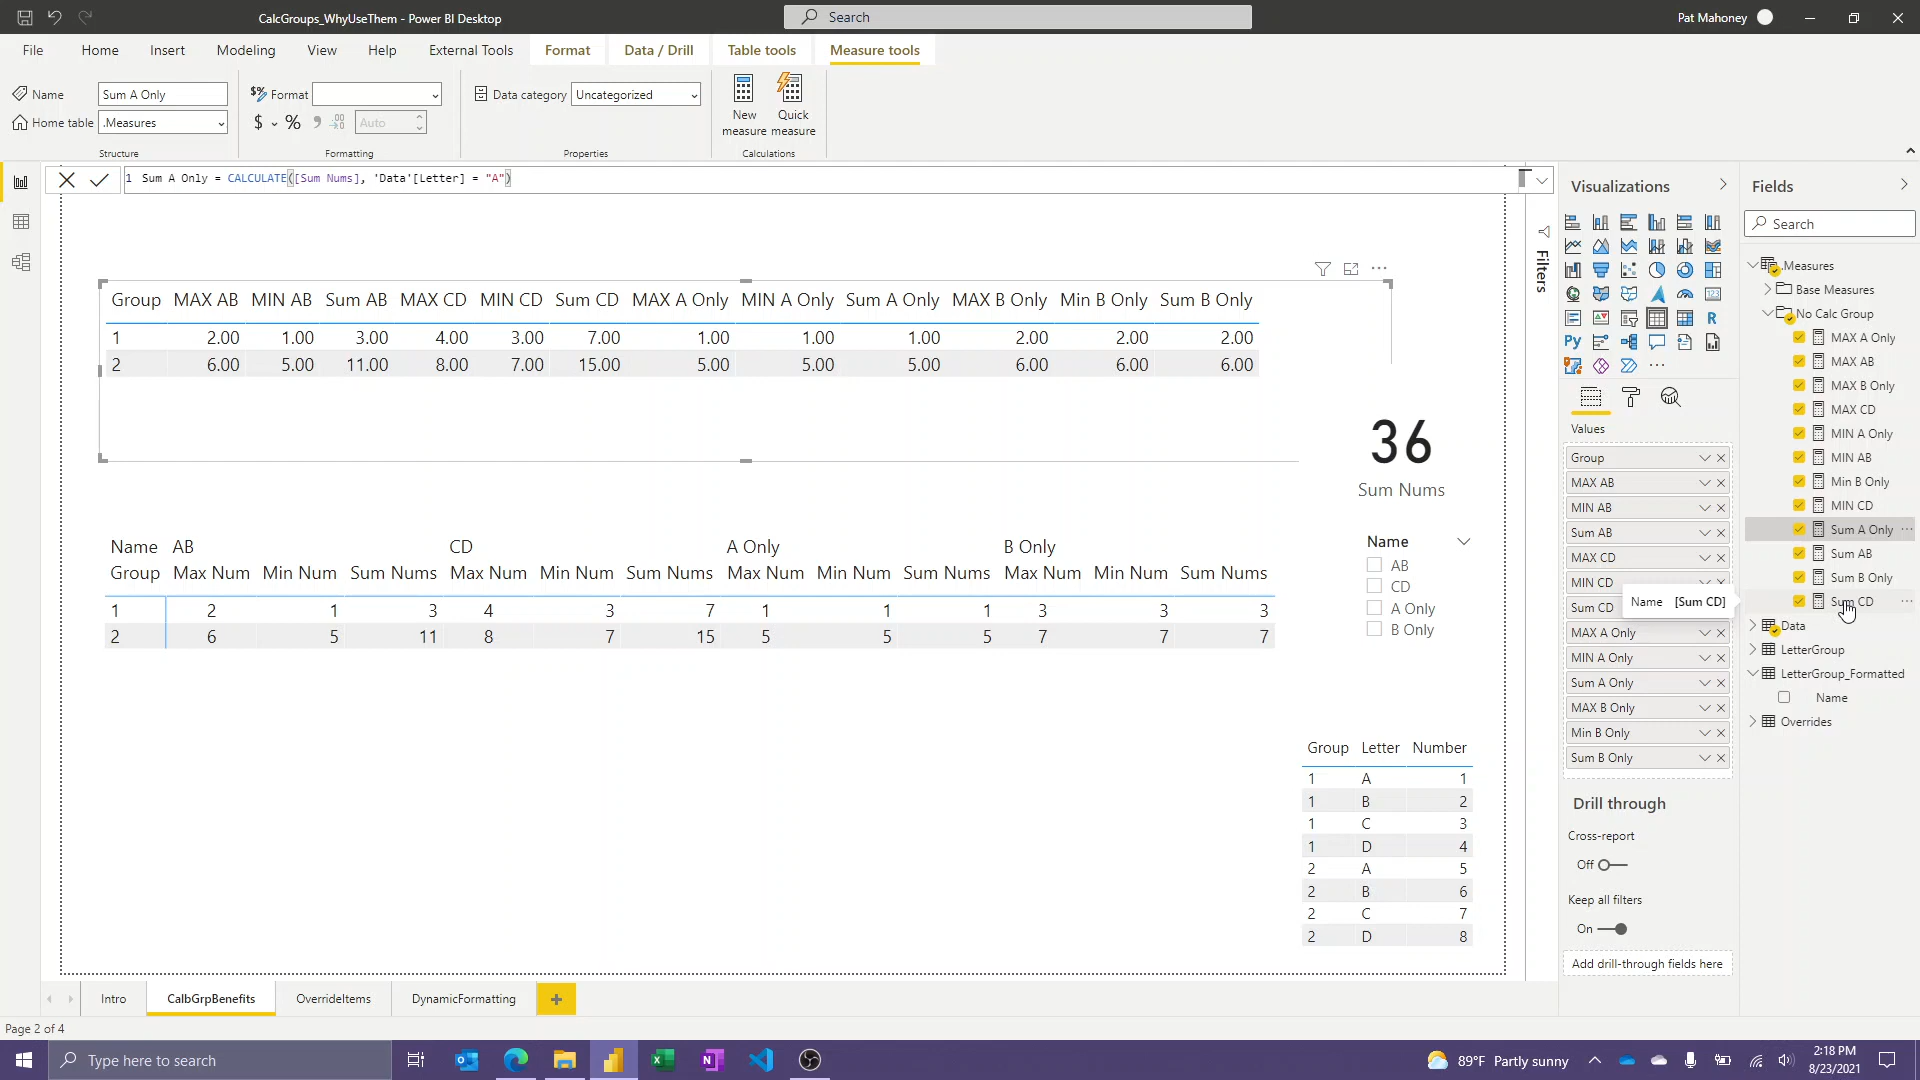 CalcGroups_WhyUseThem - Power BI Desktop
Search
Pat Mahoney
File Home Insert Modeling View Help External Tools Format Data / Drill Table tools Measure tools
Name Sum A Only
Home table .Measures
Structure
Format
$ % Auto
Formatting
Data category Uncategorized
Properties
New measure
Quick measure
Calculations
1 Sum A Only = CALCULATE([Sum Nums], 'Data'[Letter] = "A")
Group MAX AB MIN AB Sum AB MAX CD MIN CD Sum CD MAX A Only MIN A Only Sum A Only MAX B Only Min B Only Sum B Only
1 2.00 1.00 3.00 4.00 3.00 7.00 1.00 1.00 1.00 2.00 2.00 2.00
2 6.00 5.00 11.00 8.00 7.00 15.00 5.00 5.00 5.00 6.00 6.00 6.00
36
Sum Nums
Name AB CD A Only B Only
Group Max Num Min Num Sum Nums Max Num Min Num Sum Nums Max Num Min Num Sum Nums Max Num Min Num Sum Nums
1 2 1 3 4 3 7 1 1 1 3 3 3
2 6 5 11 8 7 15 5 5 5 7 7 7
Name
AB
CD
A Only
B Only
Group Letter Number
1 A 1
1 B 2
1 C 3
1 D 4
2 A 5
2 B 6
2 C 7
2 D 8
Filters
Visualizations
R
Py
Values
Group
MAX AB
MIN AB
Sum AB
MAX CD
MIN CD
Sum CD
MAX A Only
MIN A Only
Sum A Only
MAX B Only
Min B Only
Sum B Only
Name [Sum CD]
Drill through
Cross-report
Off
Keep all filters
On
Add drill-through fields here
Fields
Search
.Measures
Base Measures
No Calc Group
MAX A Only
MAX AB
MAX B Only
MAX CD
MIN A Only
MIN AB
Min B Only
MIN CD
Sum A Only
Sum AB
Sum B Only
Sum CD
Data
LetterGroup
LetterGroup_Formatted
Name
Overrides
Intro CalbGrpBenefits OverrideItems DynamicFormatting
Page 2 of 4
Type here to search
89°F Partly sunny
2:18 PM
8/23/2021